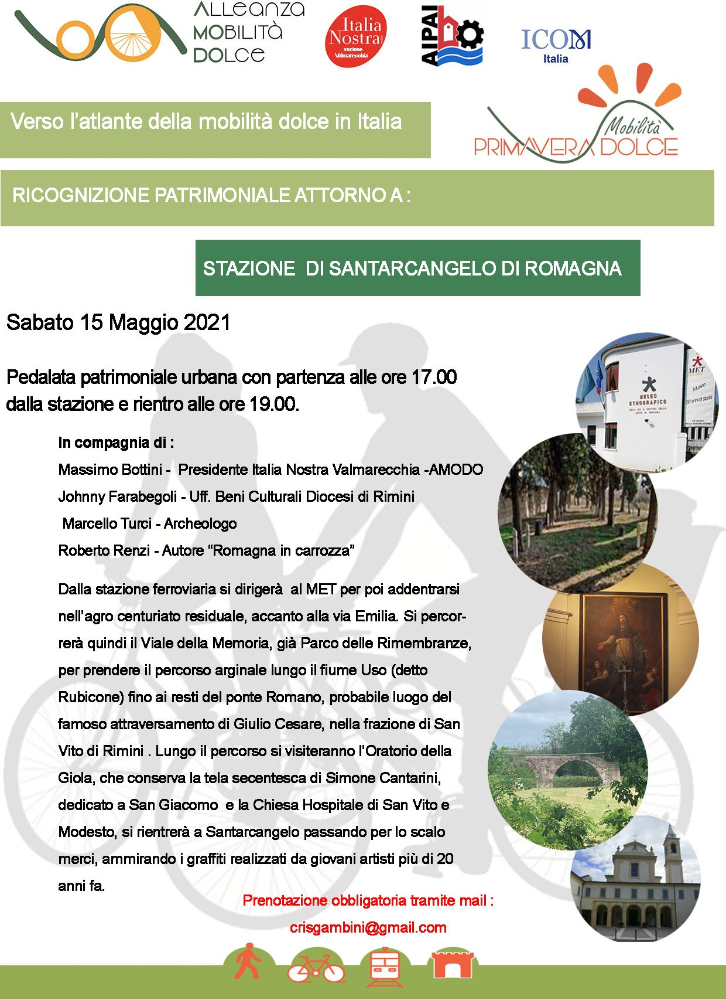 ALLEANZA
MOBILITÀ
DOLCE
Italia
Nostra
sezione
Valmarecchia
AIPAI
ICOM
Italia
Mobilità
PRIMAVERA DOLCE
Verso l’atlante della mobilità dolce in Italia
RICOGNIZIONE PATRIMONIALE ATTORNO A :
STAZIONE DI SANTARCANGELO DI ROMAGNA
Sabato 15 Maggio 2021
Pedalata patrimoniale urbana con partenza alle ore 17.00
dalla stazione e rientro alle ore 19.00.
MET
Museo
30 anni di storia
MUSEO
ETNOGRAFICO
In compagnia di :
Massimo Bottini - Presidente Italia Nostra Valmarecchia -AMODO
Johnny Farabegoli - Uff. Beni Culturali Diocesi di Rimini
Marcello Turci - Archeologo
Roberto Renzi - Autore “Romagna in carrozza”
Dalla stazione ferroviaria si dirigerà al MET per poi addentrarsi
nell’agro centuriato residuale, accanto alla via Emilia. Si percor-
rerà quindi il Viale della Memoria, già Parco delle Rimembranze,
per prendere il percorso arginale lungo il fiume Uso (detto
Rubicone) fino ai resti del ponte Romano, probabile luogo del
famoso attraversamento di Giulio Cesare, nella frazione di San
Vito di Rimini . Lungo il percorso si visiteranno l’Oratorio della
Giola, che conserva la tela secentesca di Simone Cantarini,
dedicato a San Giacomo e la Chiesa Hospitale di San Vito e
Modesto, si rientrerà a Santarcangelo passando per lo scalo
merci, ammirando i graffiti realizzati da giovani artisti più di 20
anni fa.
Prenotazione obbligatoria tramite mail :
crisgambini@gmail.com